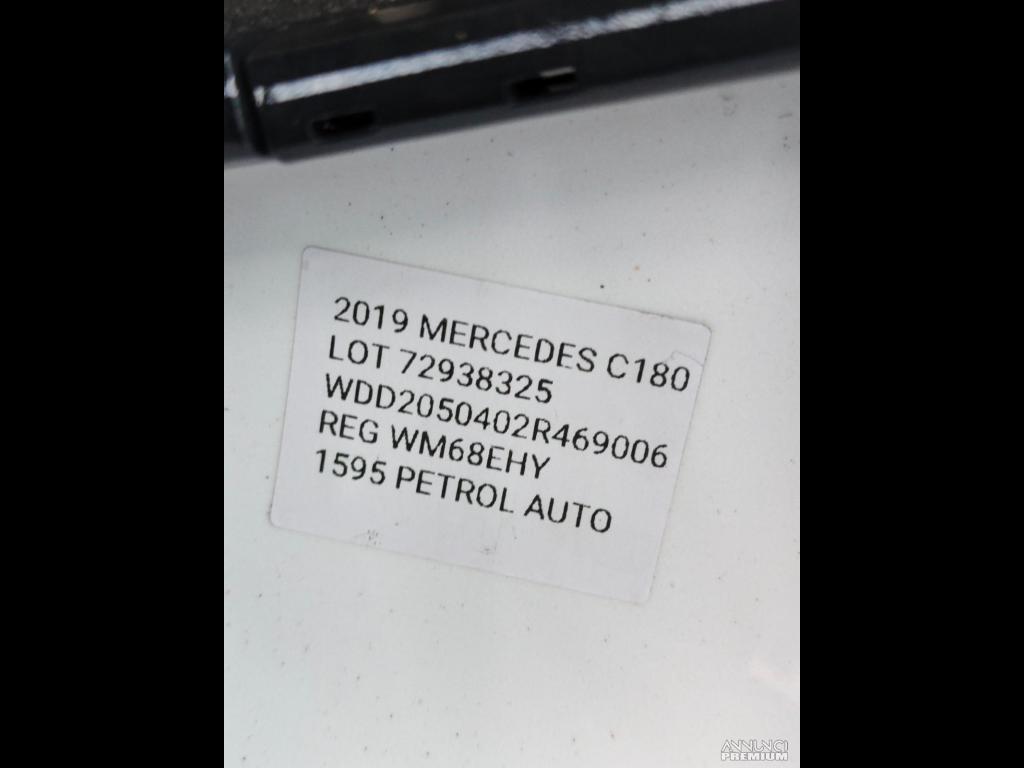 2019 MERCEDES C180
LOT 72938325
WDD2050402R469006
REG WM68EHY
1595 PETROL AUTO
ANNUNCI
PREMIUM